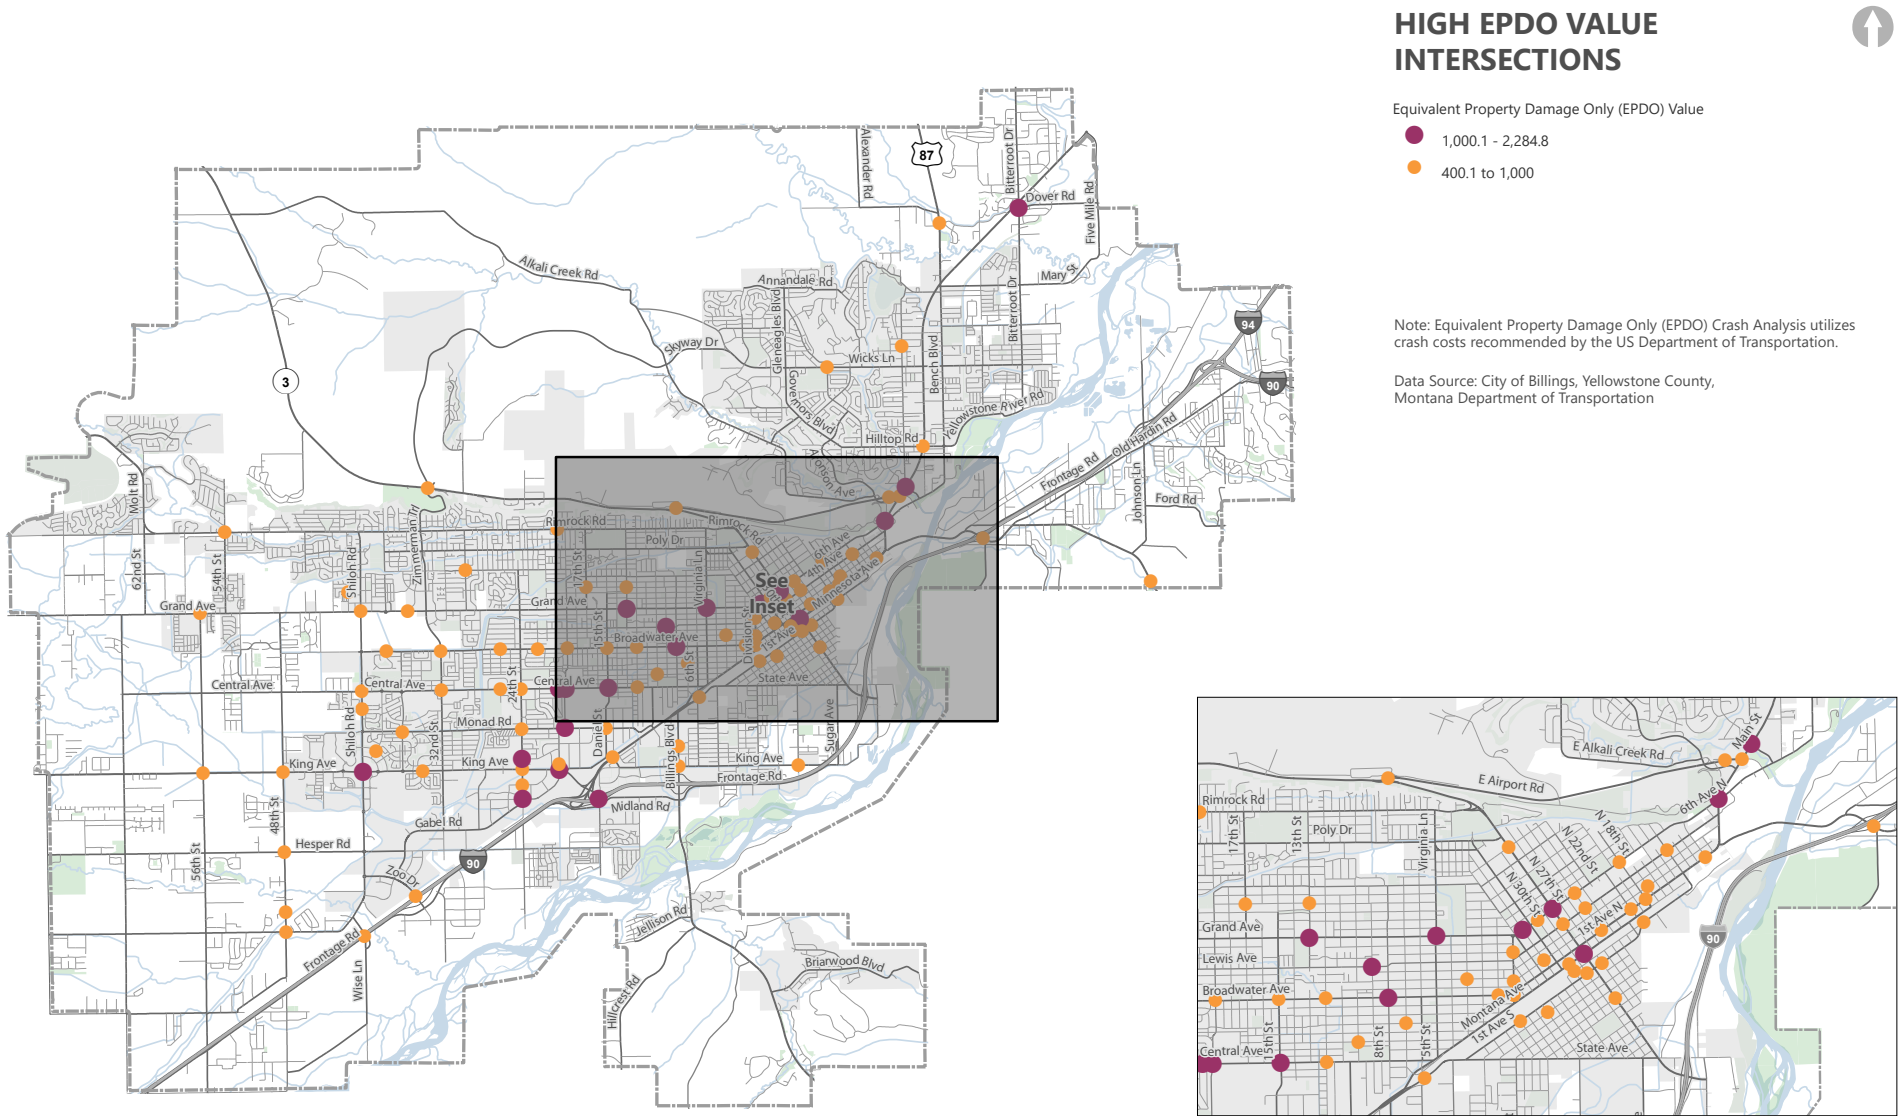 HIGH EPDO VALUE
INTERSECTIONS
Equivalent Property Damage Only (EPDO) Value
1,000.1 - 2,284.8
400.1 to 1,000
Note: Equivalent Property Damage Only (EPDO) Crash Analysis utilizes
crash costs recommended by the US Department of Transportation.
Data Source: City of Billings, Yellowstone County,
Montana Department of Transportation
87
Alexander Rd
Bitterroot Dr
Dover Rd
Five Mile Rd
Alkali Creek Rd
Annandale Rd
Mary St
Gleneagles Blvd
Bitterroot Dr
94
Skyway Dr
Wicks Ln
Bench Blvd
90
3
Governors Blvd
Yellowstone River Rd
Hilltop Rd
Old Hardin Rd
Frontage Rd
Aronson Ave
Johnson Ln
Ford Rd
Molt Rd
Zimmerman Trl
Rimrock Rd
Rimrock Rd
Poly Dr
6th Ave
4th Ave
Minnesota Ave
62nd St
54th St
Shiloh Rd
17th St
Virginia Ln
See
Inset
Grand Ave
Grand Ave
15th St
Broadwater Ave
Division St
1st Ave
6th St
State Ave
Central Ave
Central Ave
24th St
Central Ave
Shiloh Rd
32nd St
Monad Rd
Daniel St
Billings Blvd
Sugar Ave
King Ave
King Ave
King Ave
Frontage Rd
Midland Rd
48th St
Gabel Rd
Hesper Rd
56th St
90
Zoo Dr
Frontage Rd
Wise Ln
Jellison Rd
Briarwood Blvd
Hillcrest Rd
E Alkali Creek Rd
Main St
E Airport Rd
6th Ave N
Rimrock Rd
17th St
13th St
Poly Dr
Virginia Ln
N 18th St
N 22nd St
N 27th St
N 30th St
1st Ave N
Grand Ave
Lewis Ave
90
Broadwater Ave
Montana Ave
1st Ave S
15th St
8th St
5th St
Central Ave
State Ave